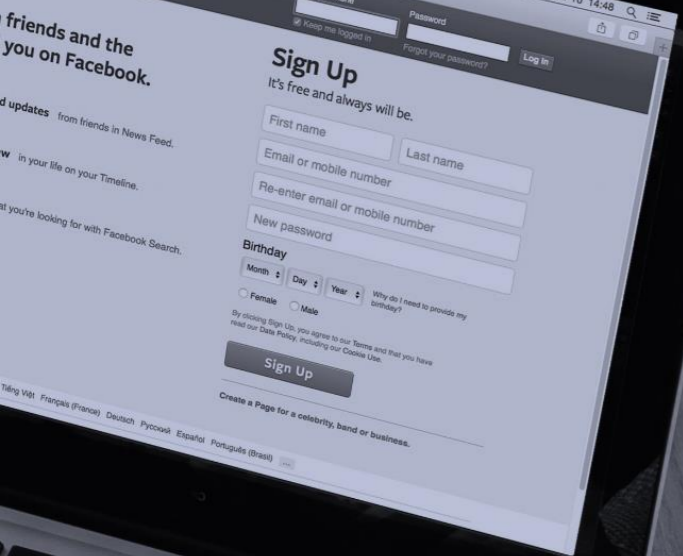 14:48
Password
Keep me logged in
Forgot your password?
Log In
friends and the
you on Facebook.
Sign Up
It's free and always will be.
updates from friends in News Feed.
First name
Last name
in your life on your Timeline.
Email or mobile number
you're looking for with Facebook Search.
Re-enter email or mobile number
New password
Birthday
Month Day Year
Why do I need to provide my
birthday?
Female Male
By clicking Sign Up, you agree to our Terms and that you have
read our Data Policy, including our Cookie Use.
Sign Up
Create a Page for a celebrity, band or business.
Tiếng Việt Français (France) Deutsch Русский Español Português (Brasil) ...